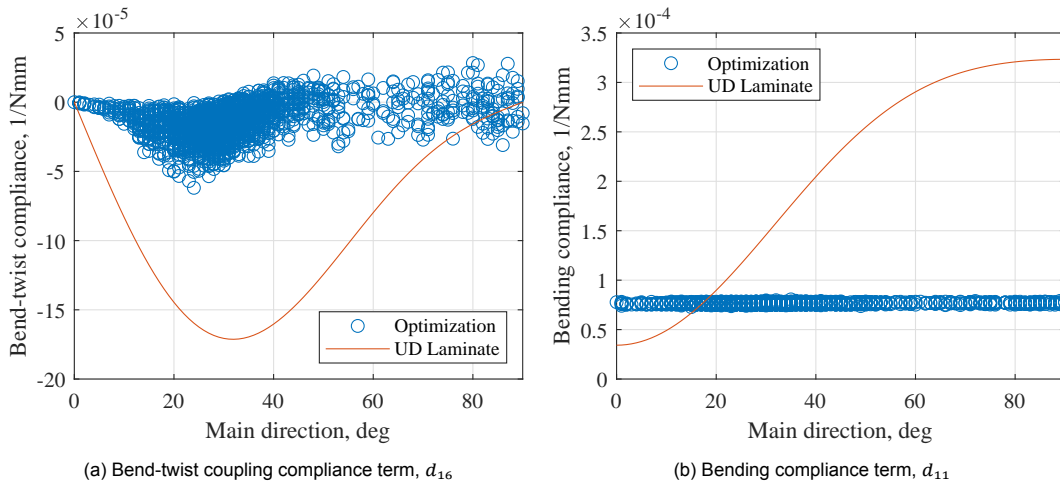 ×10⁻⁵
5
0
-5
-10
-15
-20
Bend-twist compliance, 1/Nmm
0
20
40
60
80
Main direction, deg
Optimization
UD Laminate
(a) Bend-twist coupling compliance term, d₁₆
×10⁻⁴
3.5
3
2.5
2
1.5
1
0.5
0
Bending compliance, 1/Nmm
0
20
40
60
80
Main direction, deg
Optimization
UD Laminate
(b) Bending compliance term, d₁₁